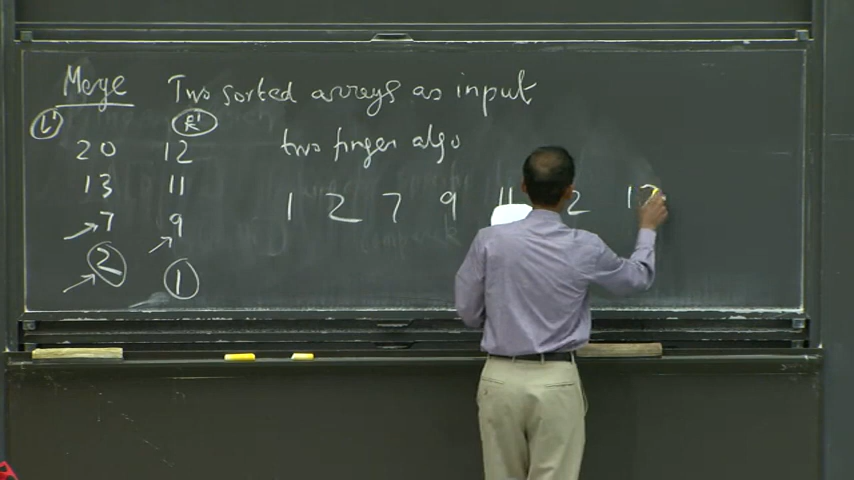 Merge Two sorted arrays as input
L' R'
two finger algo
20 12
13 11
7 9
2 1
1 2 7 9 11 2 1